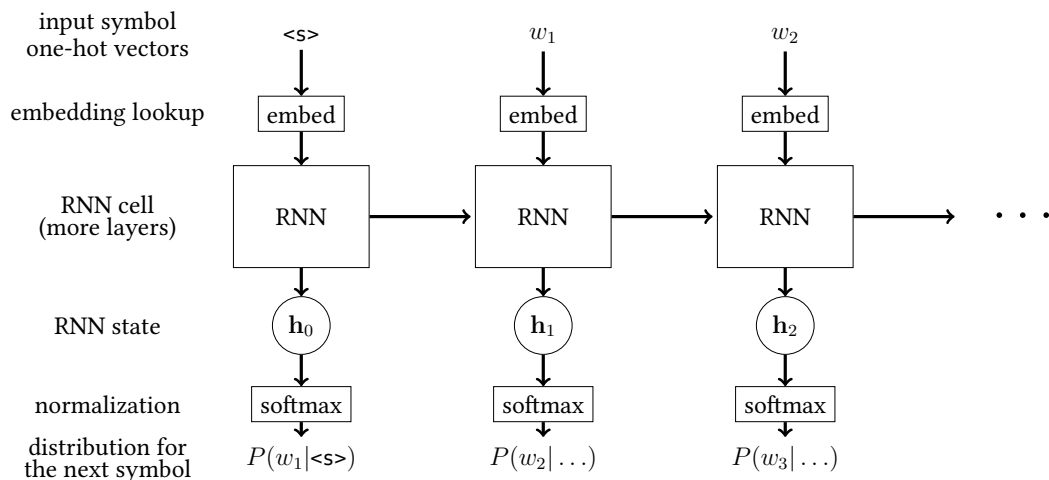 input symbol
one-hot vectors
<s>
w₁
w₂
embedding lookup
embed
embed
embed
RNN cell
(more layers)
RNN
RNN
RNN
· · ·
RNN state
h₀
h₁
h₂
normalization
softmax
softmax
softmax
distribution for
the next symbol
P(w₁|<s>)
P(w₂| …)
P(w₃| …)